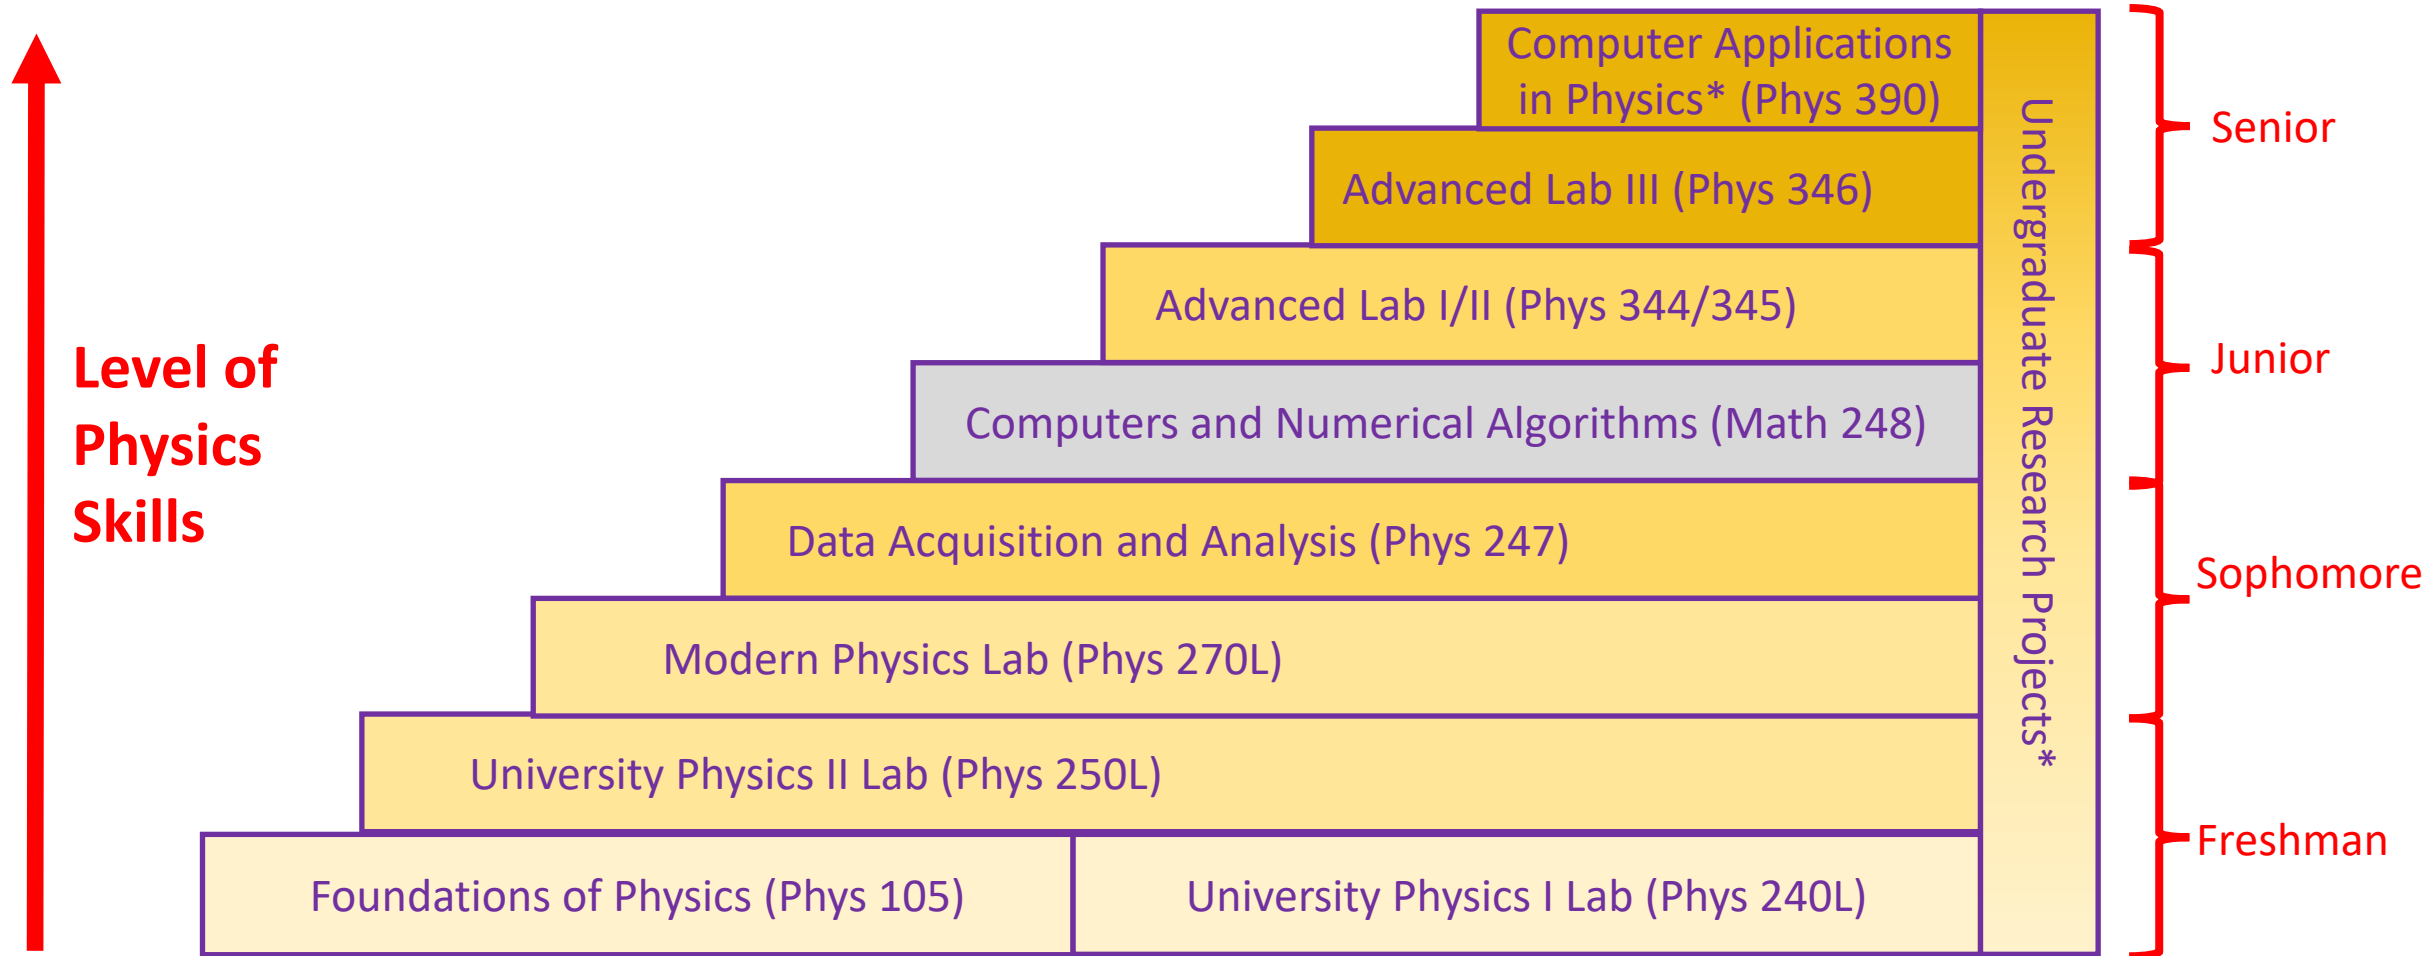 Computer Applications
in Physics* (Phys 390)
Advanced Lab III (Phys 346)
Advanced Lab I/II (Phys 344/345)
Computers and Numerical Algorithms (Math 248)
Data Acquisition and Analysis (Phys 247)
Modern Physics Lab (Phys 270L)
University Physics II Lab (Phys 250L)
Foundations of Physics (Phys 105)
University Physics I Lab (Phys 240L)
Undergraduate Research Projects*
Level of
Physics
Skills
Senior
Junior
Sophomore
Freshman